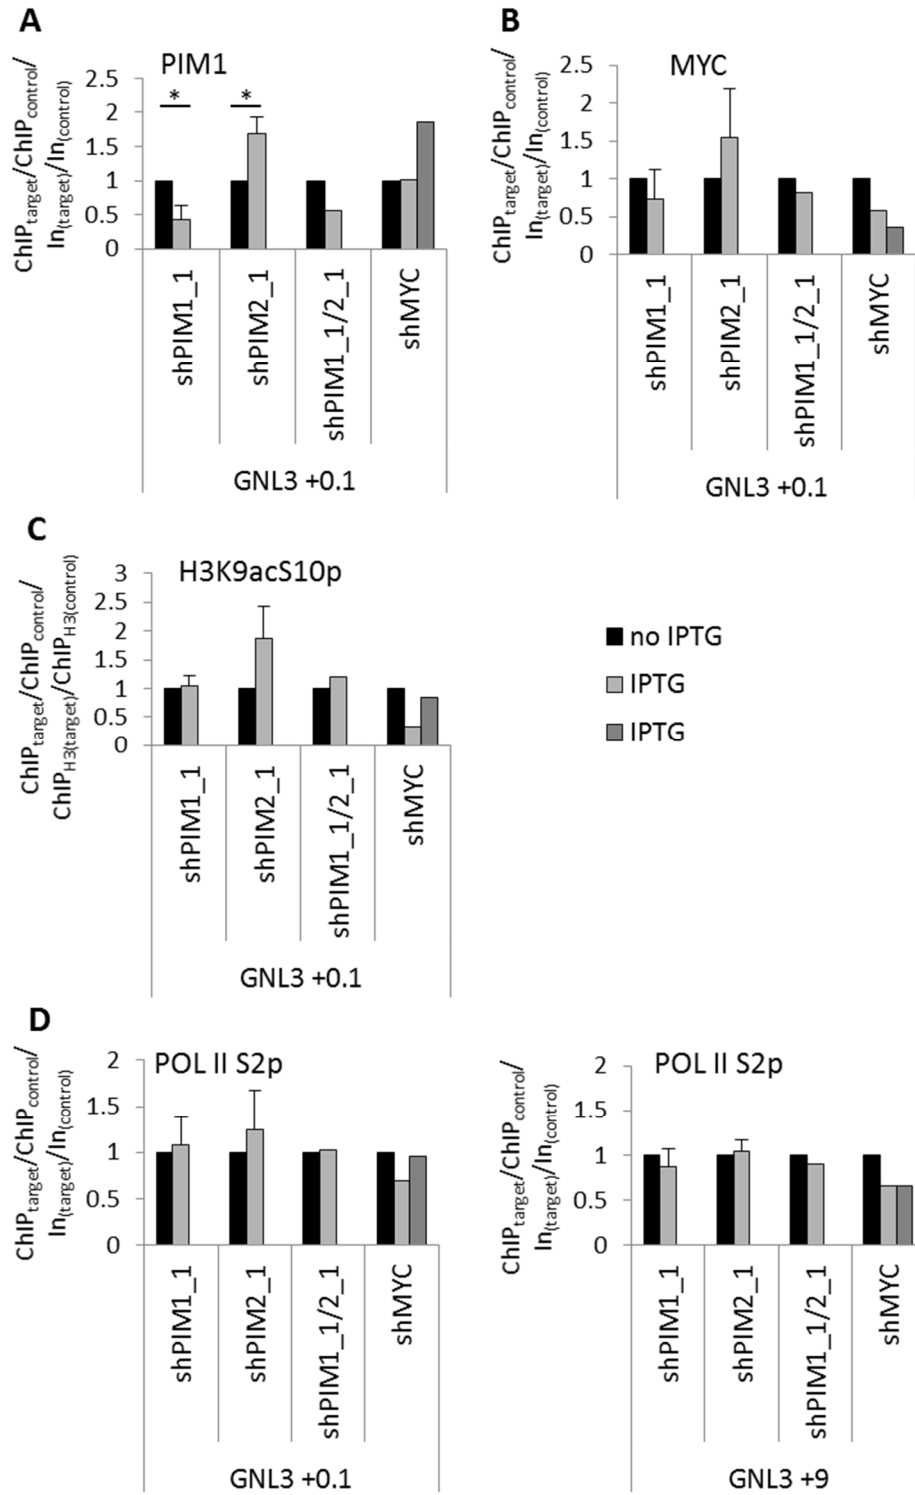 A
PIM1
ChIPtarget/ChIPcontrol/
In(target)/In(control)
2.5
2
1.5
1
0.5
0
*
*
shPIM1_1
shPIM2_1
shPIM1_1/2_1
shMYC
GNL3 +0.1
B
MYC
ChIPtarget/ChIPcontrol/
In(target)/In(control)
2.5
2
1.5
1
0.5
0
shPIM1_1
shPIM2_1
shPIM1_1/2_1
shMYC
GNL3 +0.1
C
H3K9acS10p
ChIPtarget/ChIPcontrol/
ChIPH3(target)/ChIPH3(control)
3
2.5
2
1.5
1
0.5
0
shPIM1_1
shPIM2_1
shPIM1_1/2_1
shMYC
GNL3 +0.1
no IPTG
IPTG
IPTG
D
POL II S2p
ChIPtarget/ChIPcontrol/
In(target)/In(control)
2
1.5
1
0.5
0
shPIM1_1
shPIM2_1
shPIM1_1/2_1
shMYC
GNL3 +0.1
POL II S2p
ChIPtarget/ChIPcontrol/
In(target)/In(control)
2
1.5
1
0.5
0
shPIM1_1
shPIM2_1
shPIM1_1/2_1
shMYC
GNL3 +9